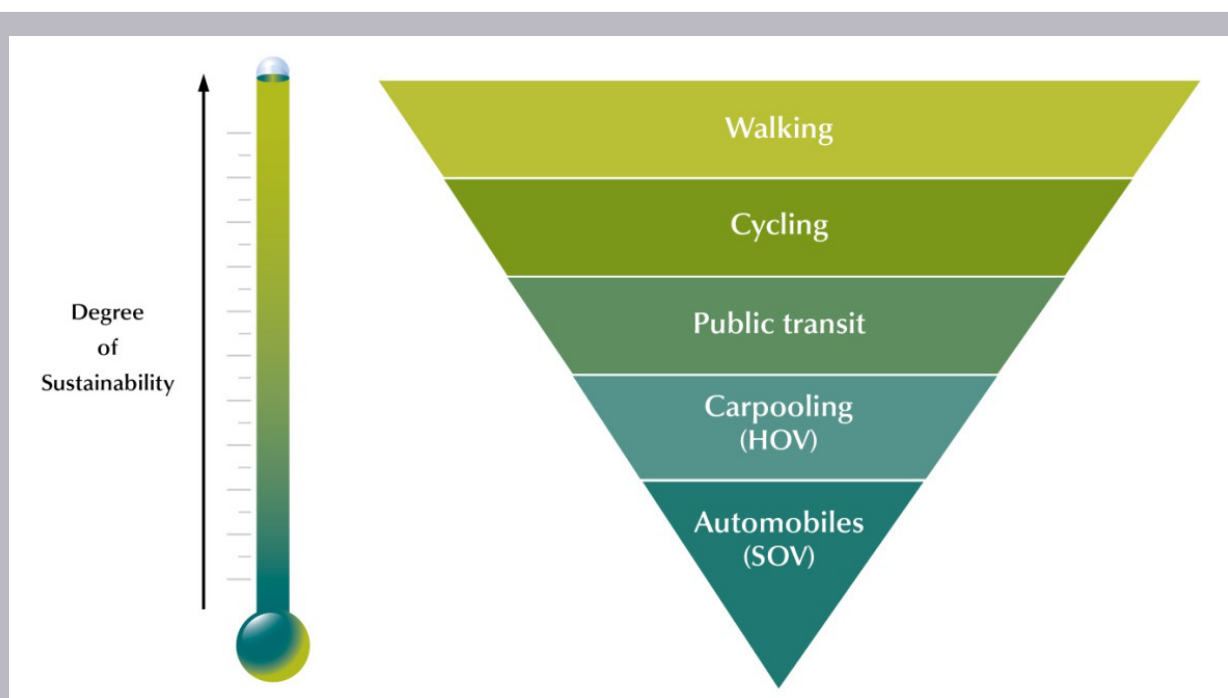 Degree
of
Sustainability
Walking
Cycling
Public transit
Carpooling
(HOV)
Automobiles
(SOV)